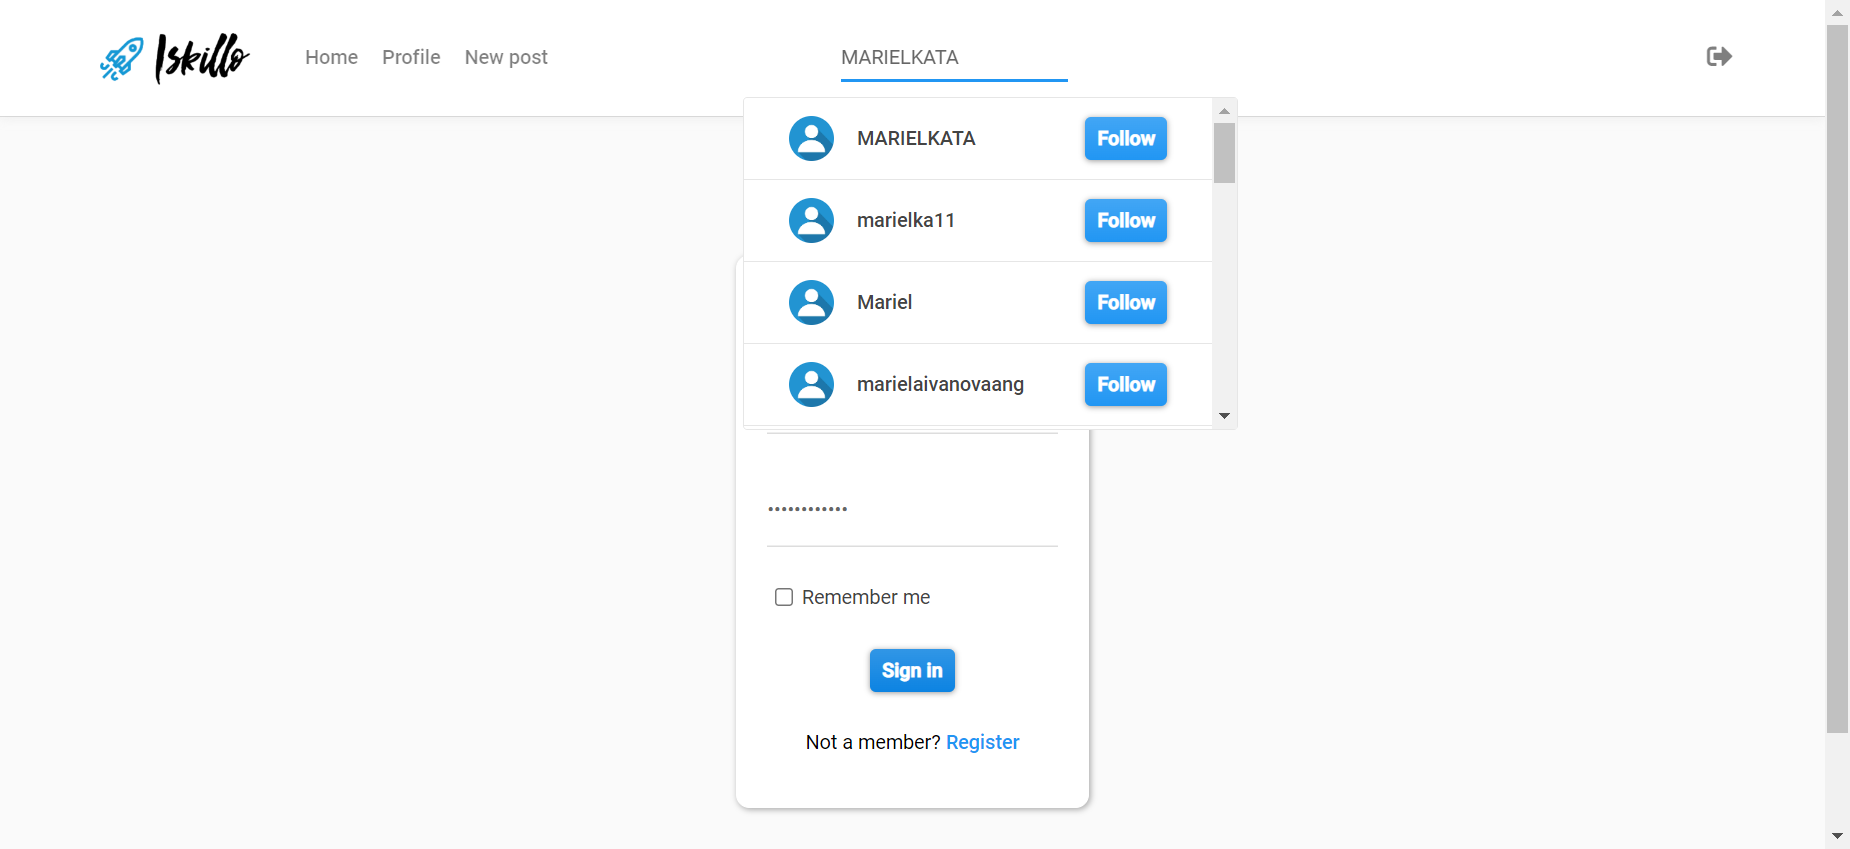 Iskillo Home Profile New post MARIELKATA
MARIELKATA Follow
marielka11 Follow
Mariel Follow
marielaivanovaang Follow
••••••••••••
Remember me
Sign in
Not a member? Register